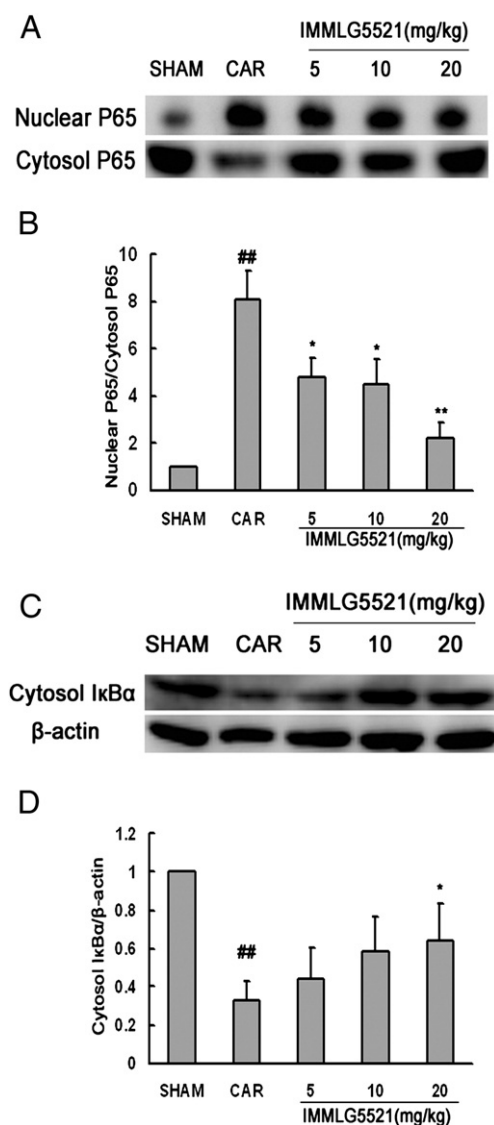 A
IMMLG5521(mg/kg)
SHAM CAR 5 10 20
Nuclear P65
Cytosol P65
B
Nuclear P65/Cytosol P65
10
8
6
4
2
0
##
*
*
**
SHAM CAR 5 10 20
IMMLG5521(mg/kg)
C
IMMLG5521(mg/kg)
SHAM CAR 5 10 20
Cytosol IκBα
β-actin
D
Cytosol IκBα/β-actin
1.2
1
0.8
0.6
0.4
0.2
0
##
*
SHAM CAR 5 10 20
IMMLG5521(mg/kg)